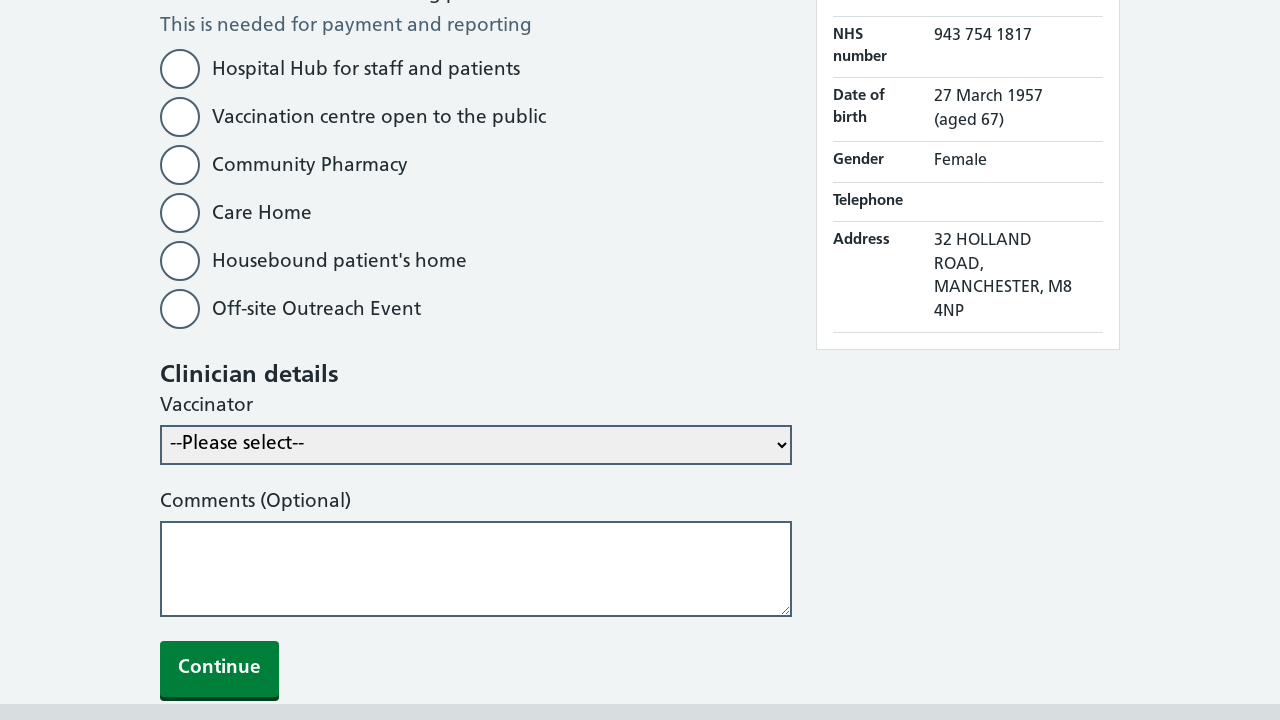 This is needed for payment and reporting
Hospital Hub for staff and patients
Vaccination centre open to the public
Community Pharmacy
Care Home
Housebound patient's home
Off-site Outreach Event
Clinician details
Vaccinator
--Please select--
Comments (Optional)
Continue
NHS number
943 754 1817
Date of birth
27 March 1957
(aged 67)
Gender
Female
Telephone
Address
32 HOLLAND
ROAD,
MANCHESTER, M8
4NP